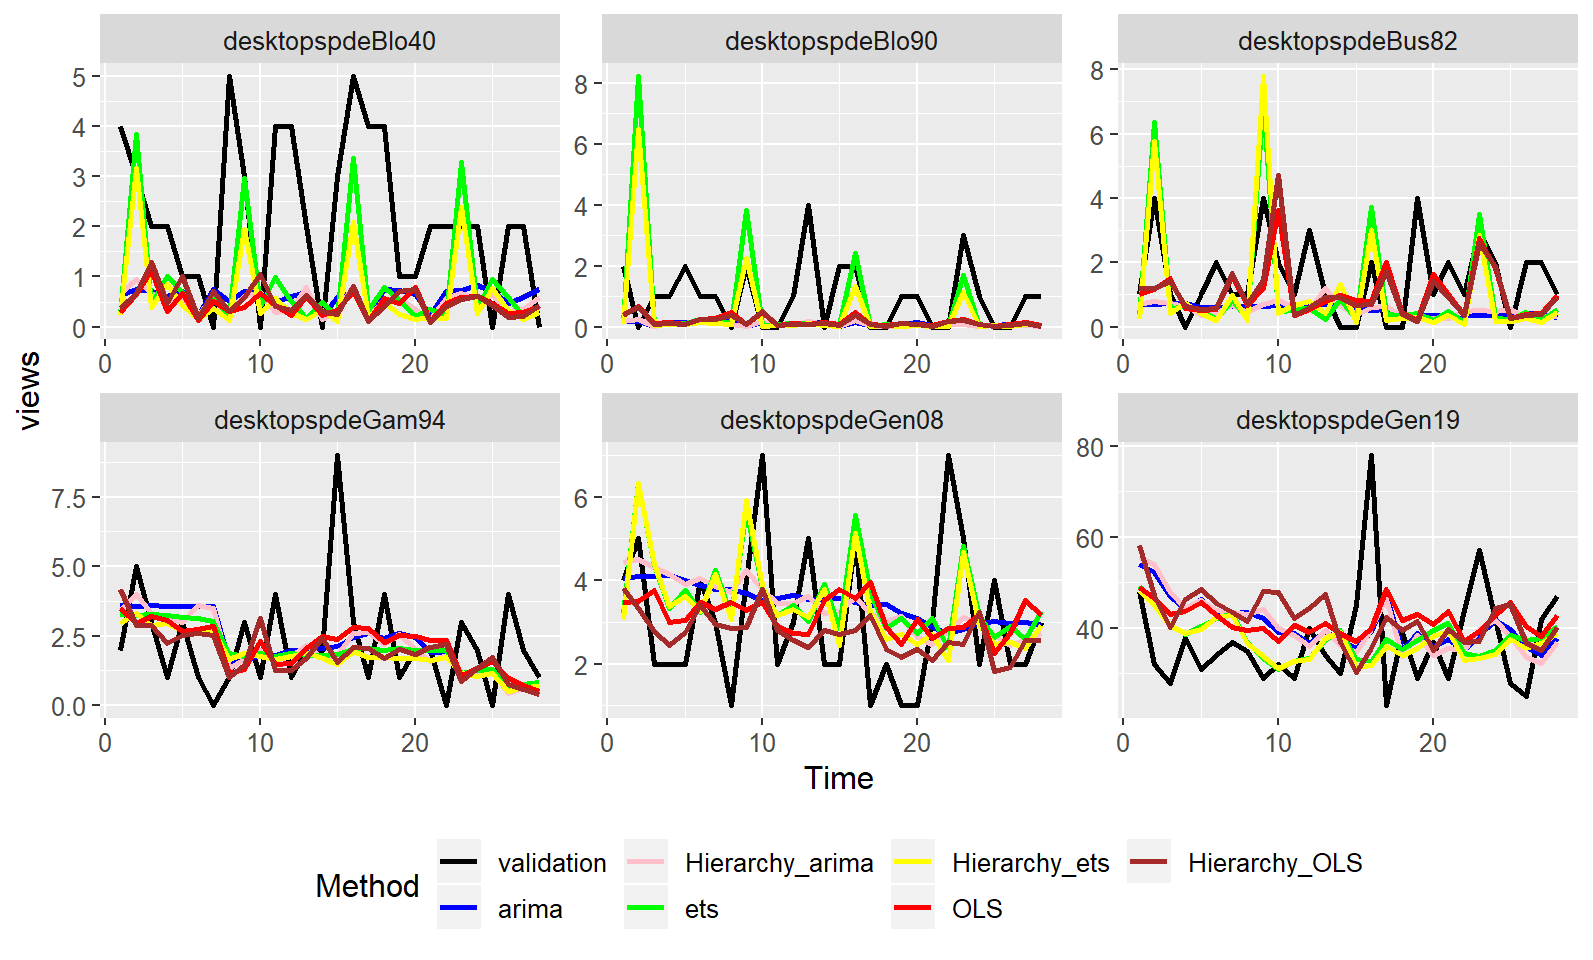 desktopspdeBlo40 desktopspdeBlo90 desktopspdeBus82
5 8 8
4 6 6
3 4 4
2 2 2
1 0 0
0
0 10 20 0 10 20 0 10 20
views
desktopspdeGam94 desktopspdeGen08 desktopspdeGen19
7.5 6 80
5.0 4 60
2.5 2 40
0.0
0 10 20 0 10 20 0 10 20
Time
Method
validation Hierarchy_arima Hierarchy_ets Hierarchy_OLS
arima ets OLS